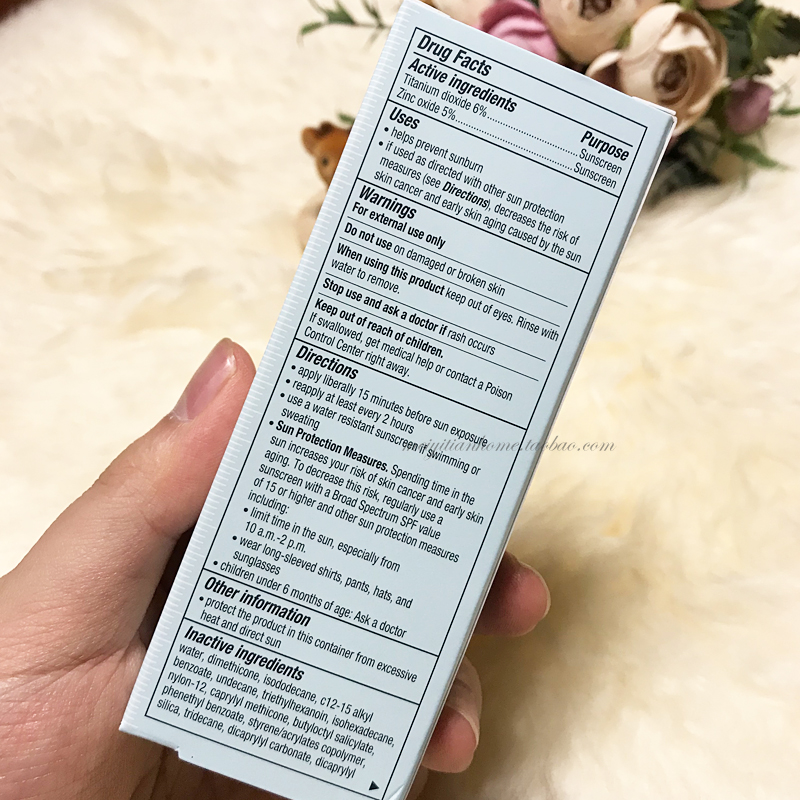 Drug Facts
Active ingredients
Purpose
Titanium dioxide 6%..............................Sunscreen
Zinc oxide 5%..............................Sunscreen
Uses
• helps prevent sunburn
• if used as directed with other sun protection
measures (see Directions), decreases the risk of
skin cancer and early skin aging caused by the sun
Warnings
For external use only
Do not use on damaged or broken skin
When using this product keep out of eyes. Rinse with
water to remove.
Stop use and ask a doctor if rash occurs
Keep out of reach of children.
If swallowed, get medical help or contact a Poison
Control Center right away.
Directions
• apply liberally 15 minutes before sun exposure
• reapply at least every 2 hours
• use a water resistant sunscreen if swimming or
sweating
• Sun Protection Measures. Spending time in the
sun increases your risk of skin cancer and early skin
aging. To decrease this risk, regularly use a
sunscreen with a Broad Spectrum SPF value
of 15 or higher and other sun protection measures
including:
• limit time in the sun, especially from
10 a.m.-2 p.m.
• wear long-sleeved shirts, pants, hats, and
sunglasses
• children under 6 months of age: Ask a doctor
Other information
• protect the product in this container from excessive
heat and direct sun
Inactive ingredients
water, dimethicone, isododecane, c12-15 alkyl
benzoate, undecane, triethylhexanoin, isohexadecane,
nylon-12, caprylyl methicone, butyloctyl salicylate,
phenethyl benzoate, styrene/acrylates copolymer,
silica, tridecane, dicaprylyl carbonate, dicaprylyl